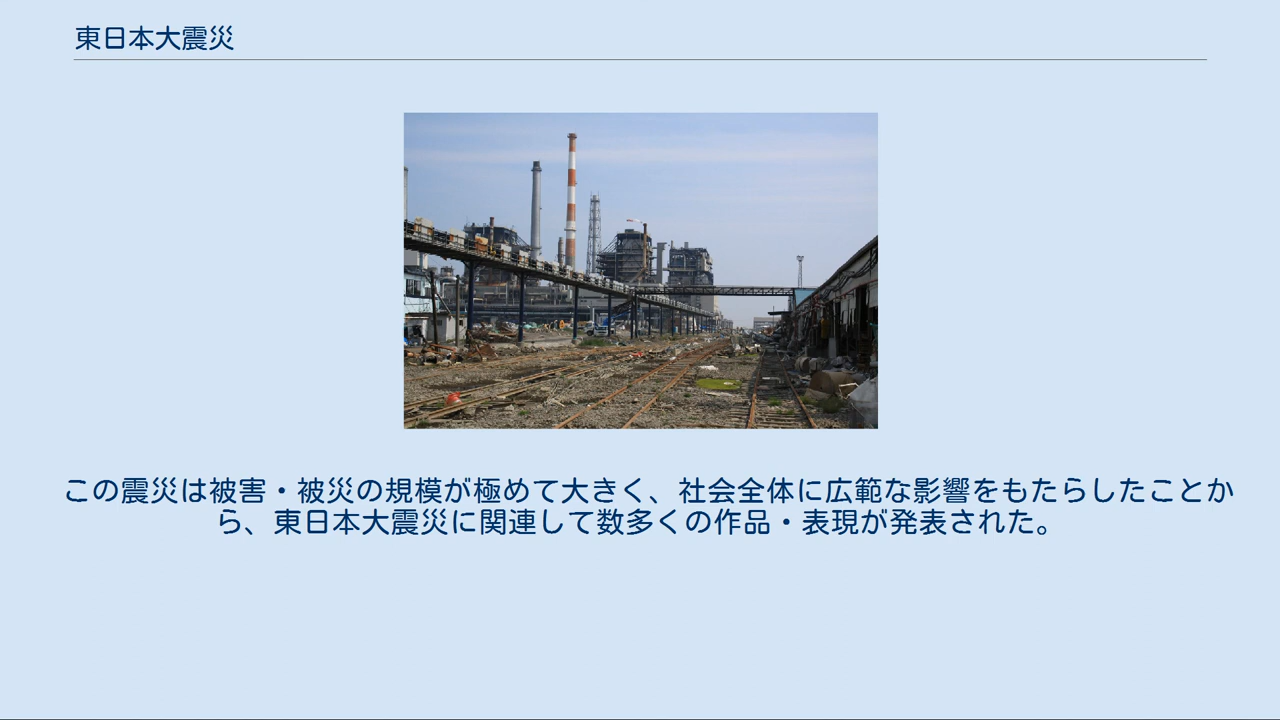 東日本大震災
この震災は被害・被災の規模が極めて大きく、社会全体に広範な影響をもたらしたことか
ら、東日本大震災に関連して数多くの作品・表現が発表された。